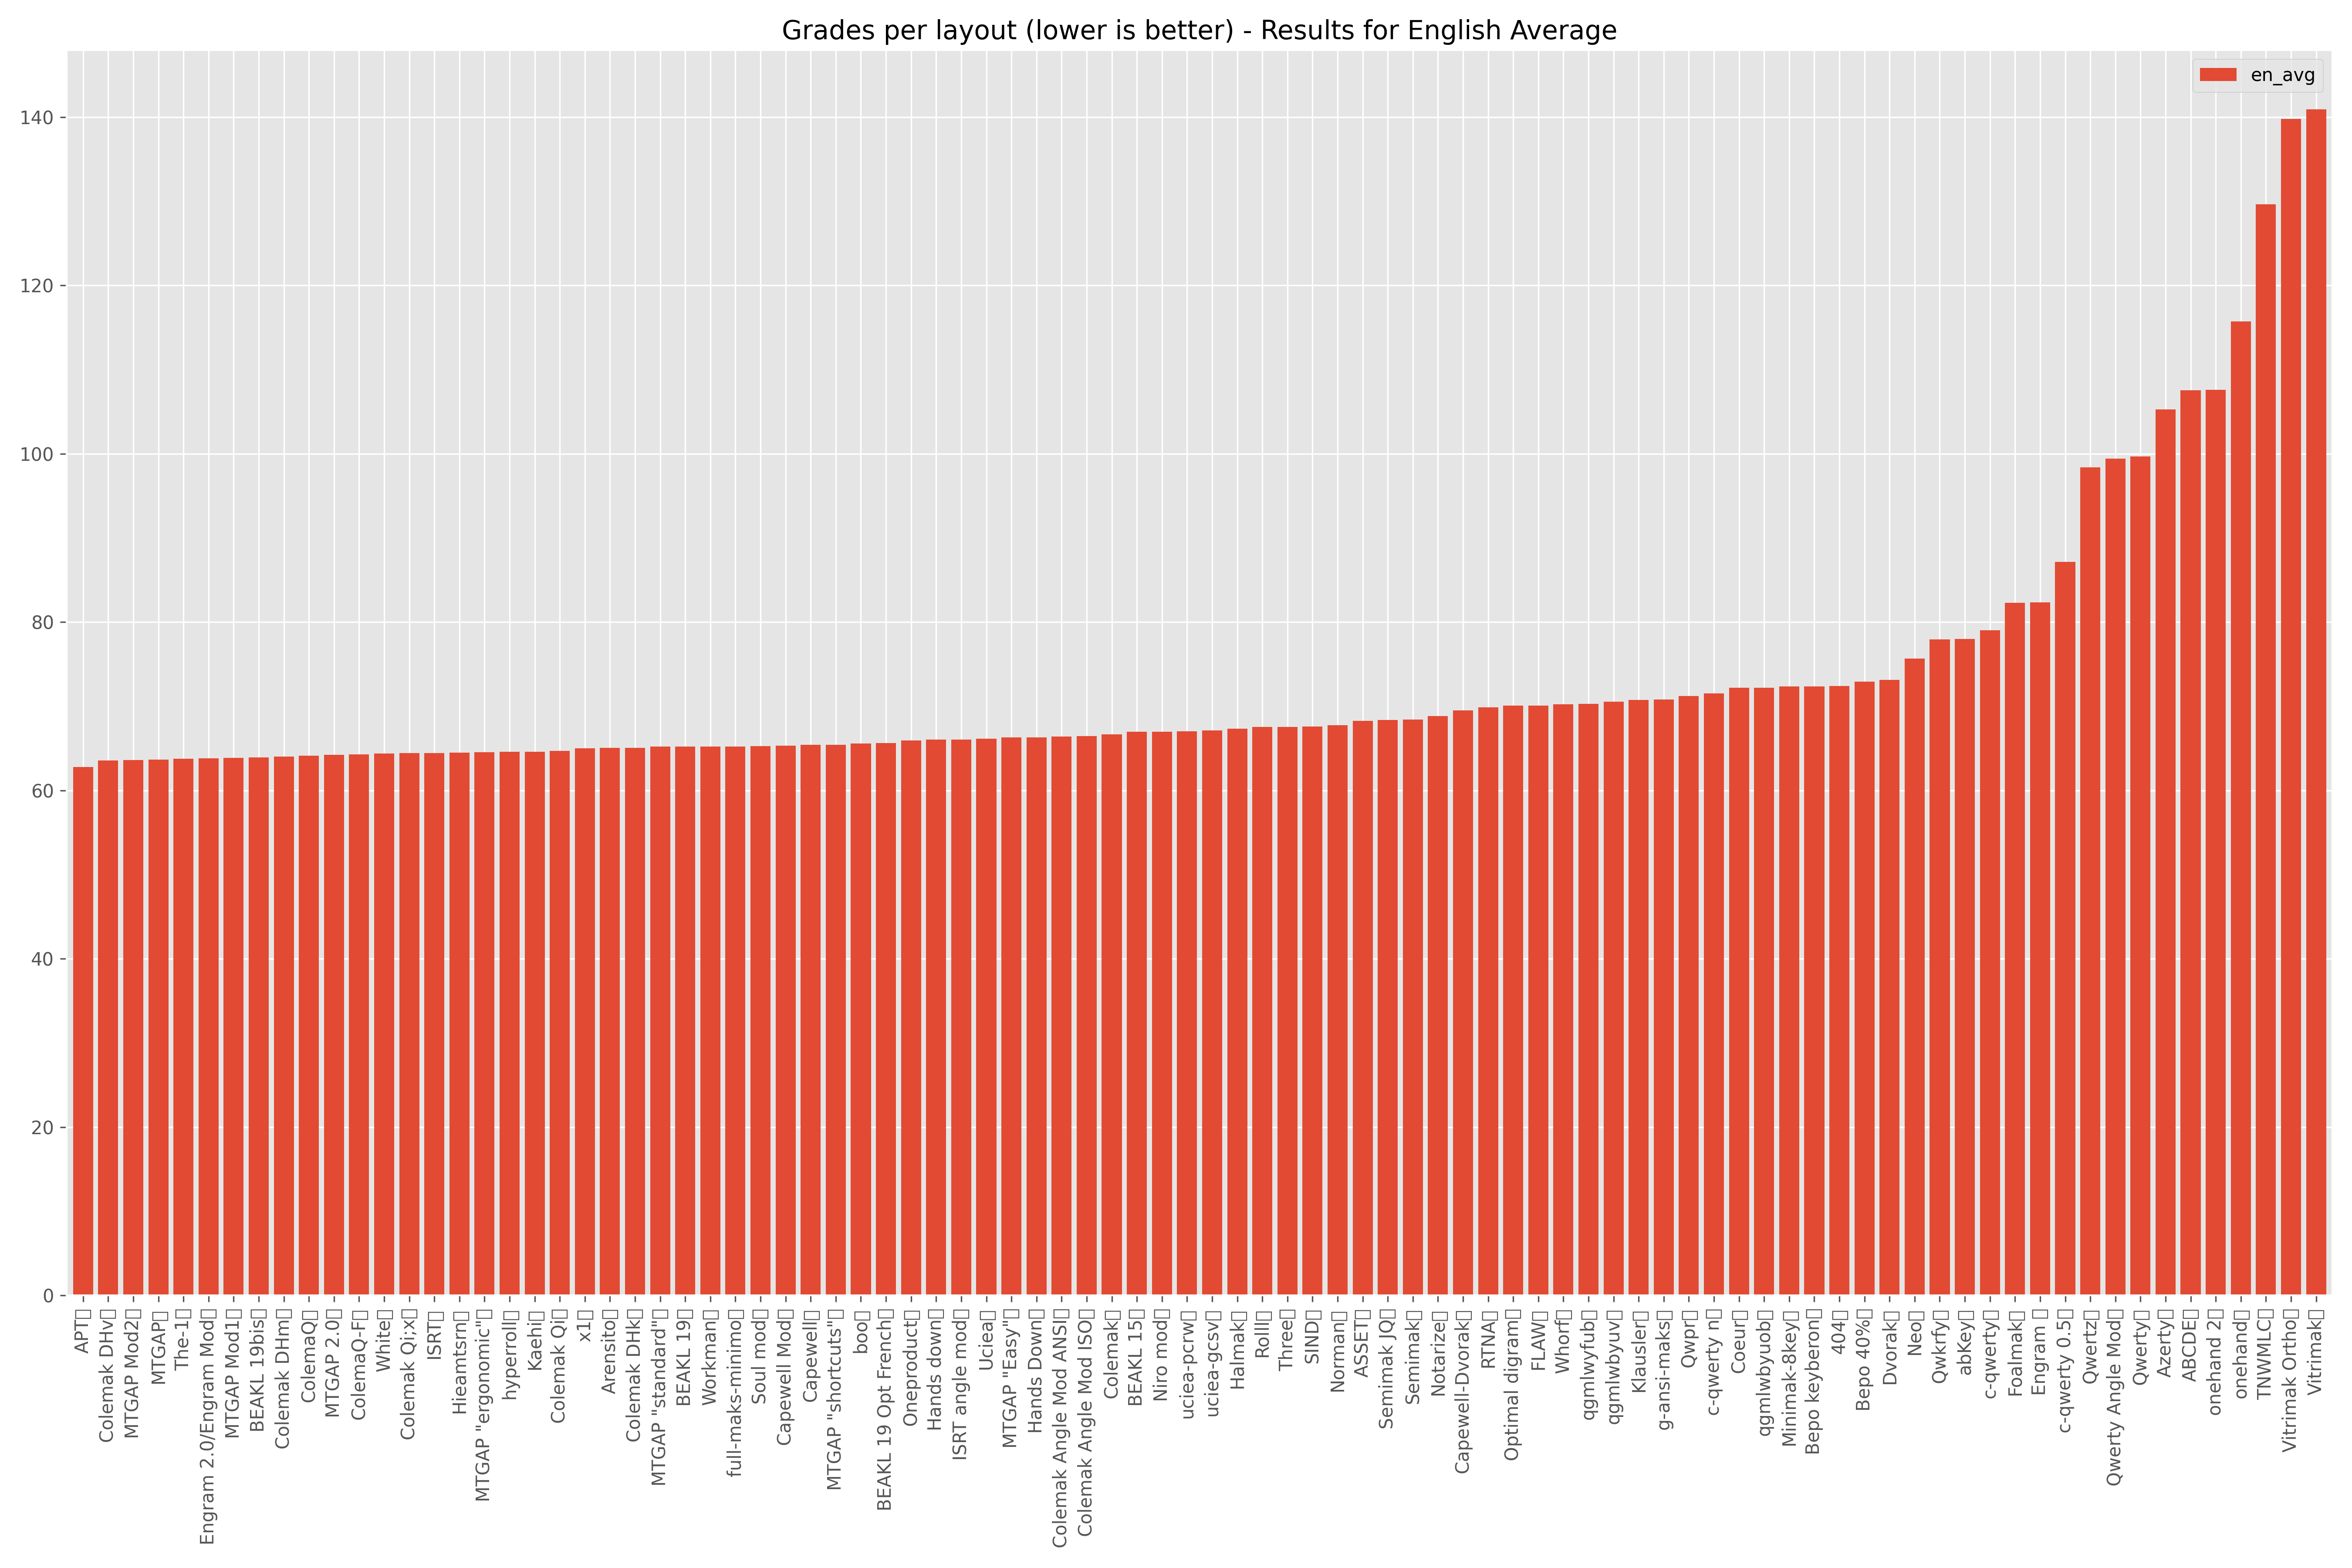 Grades per layout (lower is better) - Results for English Average
en_avg
140
120
100
80
60
40
20
0
APT▯
Colemak DHv▯
MTGAP Mod2▯
MTGAP▯
The-1▯
Engram 2.0/Engram Mod▯
MTGAP Mod1▯
BEAKL 19bis▯
Colemak DHm▯
ColemaQ▯
MTGAP 2.0▯
ColemaQ-F▯
White▯
Colemak Qi;x▯
ISRT▯
Hieamtsrn▯
MTGAP "ergonomic"▯
hyperroll▯
Kaehi▯
Colemak Qi▯
x1▯
Arensito▯
Colemak DHk▯
MTGAP "standard"▯
BEAKL 19▯
Workman▯
full-maks-minimo▯
Soul mod▯
Capewell Mod▯
Capewell▯
MTGAP "shortcuts"▯
boo▯
BEAKL 19 Opt French▯
Oneproduct▯
Hands down▯
ISRT angle mod▯
Uciea▯
MTGAP "Easy"▯
Hands Down▯
Colemak Angle Mod ANSI▯
Colemak Angle Mod ISO▯
Colemak▯
BEAKL 15▯
Niro mod▯
uciea-pcrw▯
uciea-gcsv▯
Halmak▯
Rolll▯
Three▯
SIND▯
Norman▯
ASSET▯
Semimak JQ▯
Semimak▯
Notarize▯
Capewell-Dvorak▯
RTNA▯
Optimal digram▯
FLAW▯
Whorf▯
qgmlwyfub▯
qgmlwbyuv▯
Klausler▯
g-ansi-maks▯
Qwpr▯
c-qwerty n▯
Coeur▯
qgmlwbyuob▯
Minimak-8key▯
Bepo keyberon▯
404▯
Bepo 40%▯
Dvorak▯
Neo▯
Qwkrfy▯
abKey▯
c-qwerty▯
Foalmak▯
Engram ▯
c-qwerty 0.5▯
Qwertz▯
Qwerty Angle Mod▯
Qwerty▯
Azerty▯
ABCDE▯
onehand 2▯
onehand▯
TNWMLC▯
Vitrimak Ortho▯
Vitrimak▯